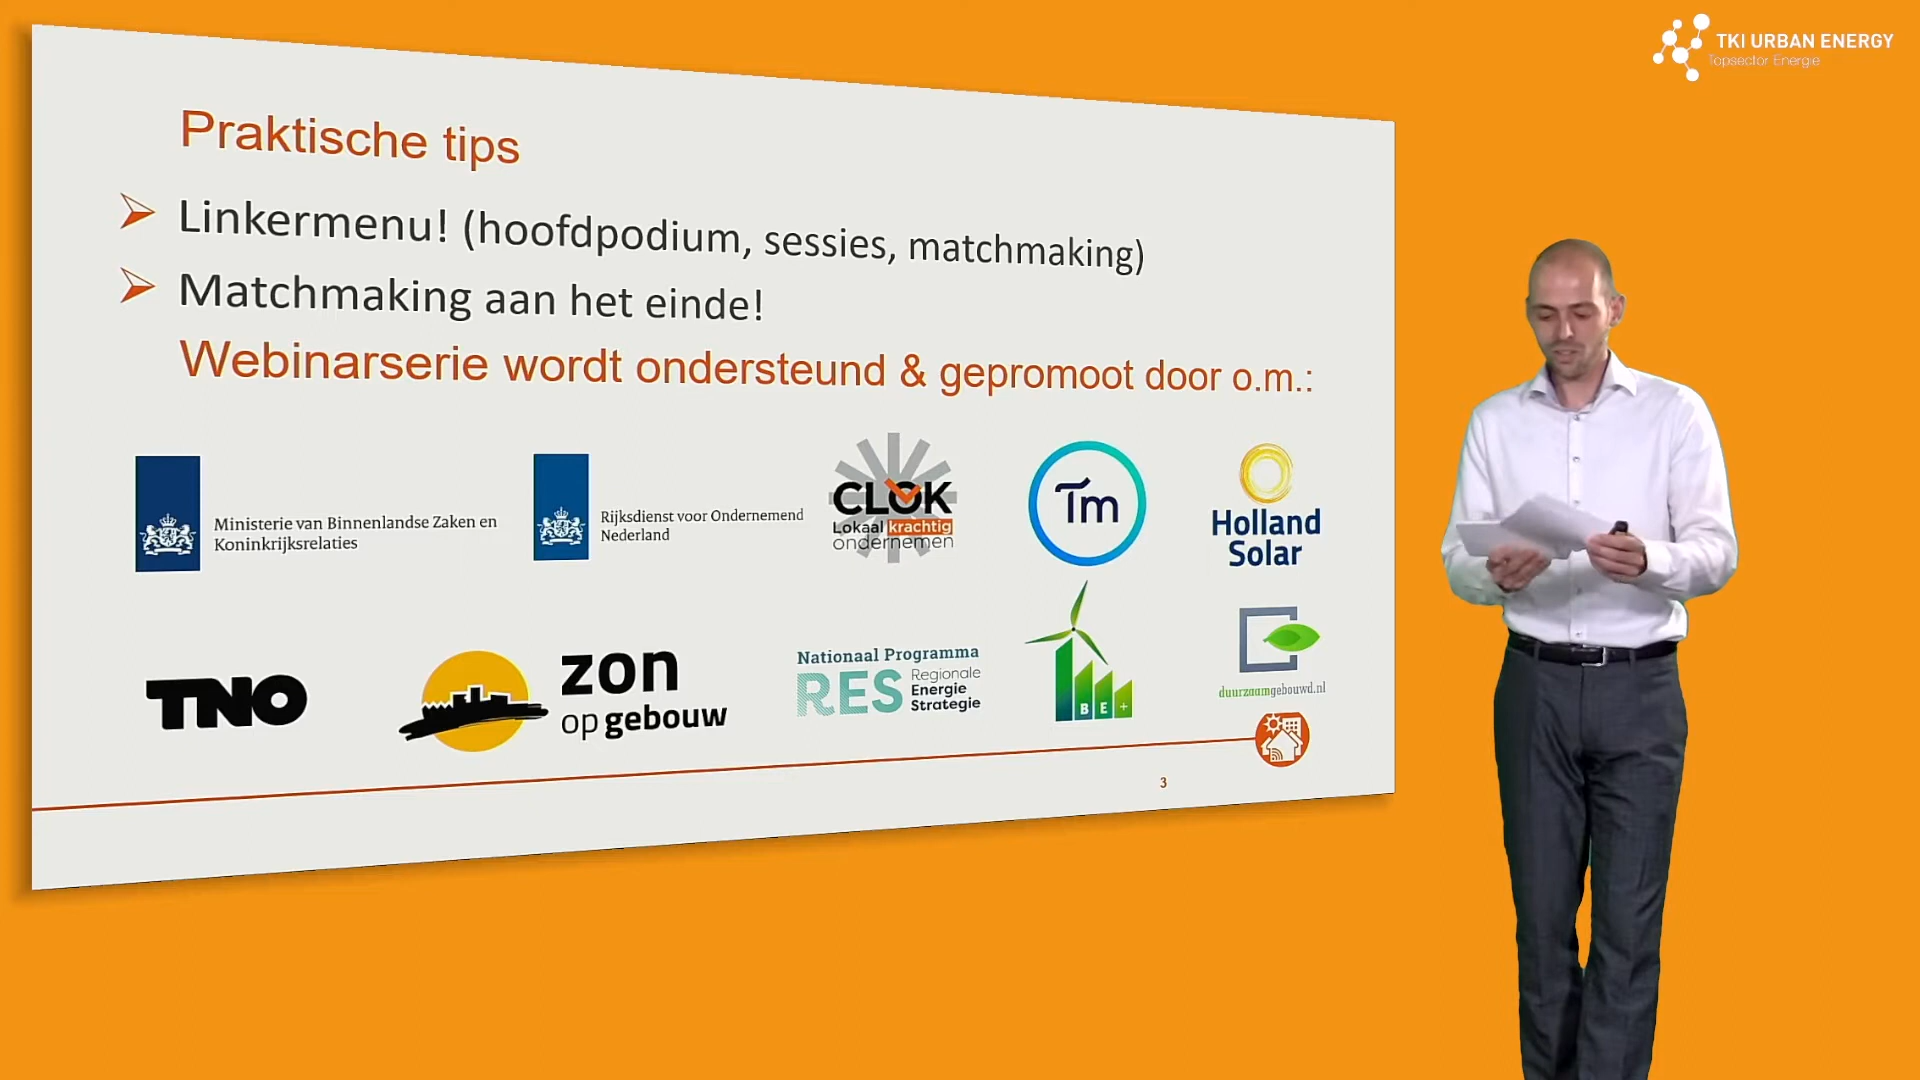 TKI URBAN ENERGY
Topsector Energie
Praktische tips
Linkermenu! (hoofdpodium, sessies, matchmaking)
Matchmaking aan het einde!
Webinarserie wordt ondersteund & gepromoot door o.m.:
Ministerie van Binnenlandse Zaken en
Koninkrijksrelaties
Rijksdienst voor Ondernemend
Nederland
CLOK
Lokaal krachtig
ondernemen
Tm
Holland
Solar
TNO
zon
op gebouw
Nationaal Programma
RES
Regionale
Energie
Strategie
BE+
duurzaamgebouwd.nl
3